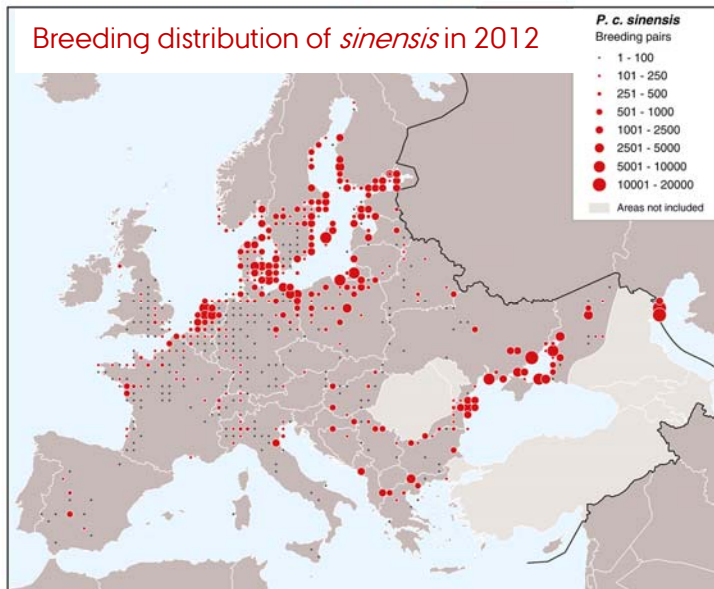 Breeding distribution of sinensis in 2012
P. c. sinensis
Breeding pairs
1 - 100
101 - 250
251 - 500
501 - 1000
1001 - 2500
2501 - 5000
5001 - 10000
10001 - 20000
Areas not included